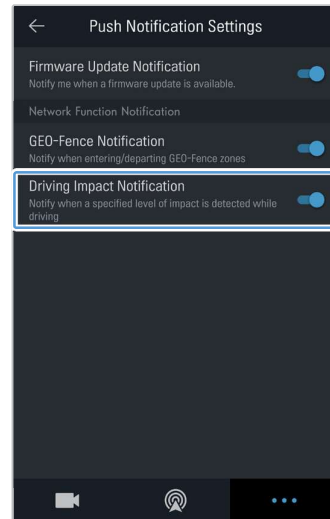 Push Notification Settings
Firmware Update Notification
Notify me when a firmware update is available.
Network Function Notification
GEO-Fence Notification
Notify when entering/departing GEO-Fence zones
Driving Impact Notification
Notify when a specified level of impact is detected while
driving